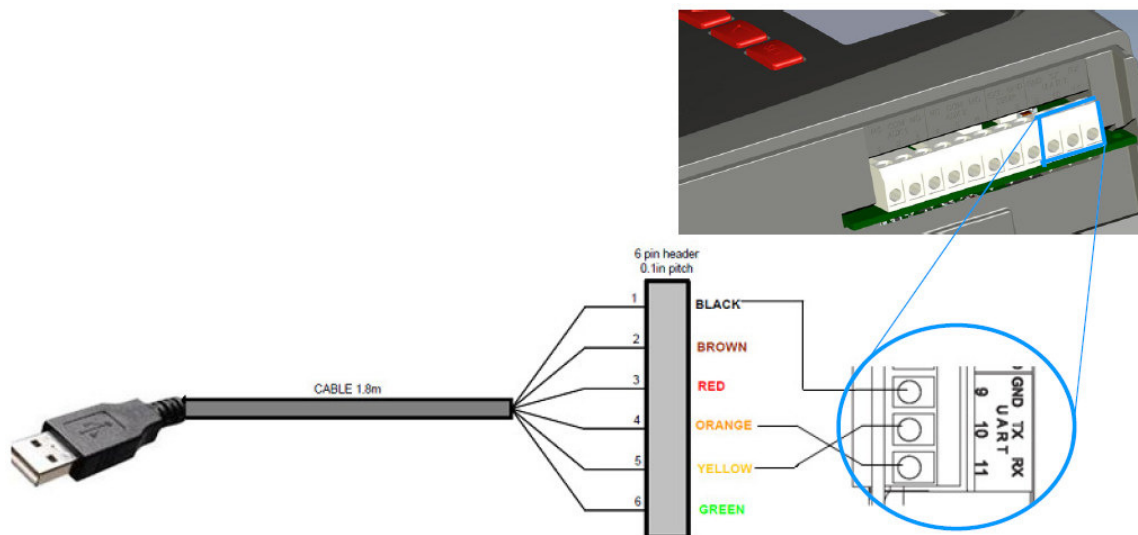 6 pin header
0.1in pitch
1
BLACK
2
BROWN
CABLE 1.8m
3
RED
4
ORANGE
5
YELLOW
6
GREEN
GND TX RX
UART
9 10 11